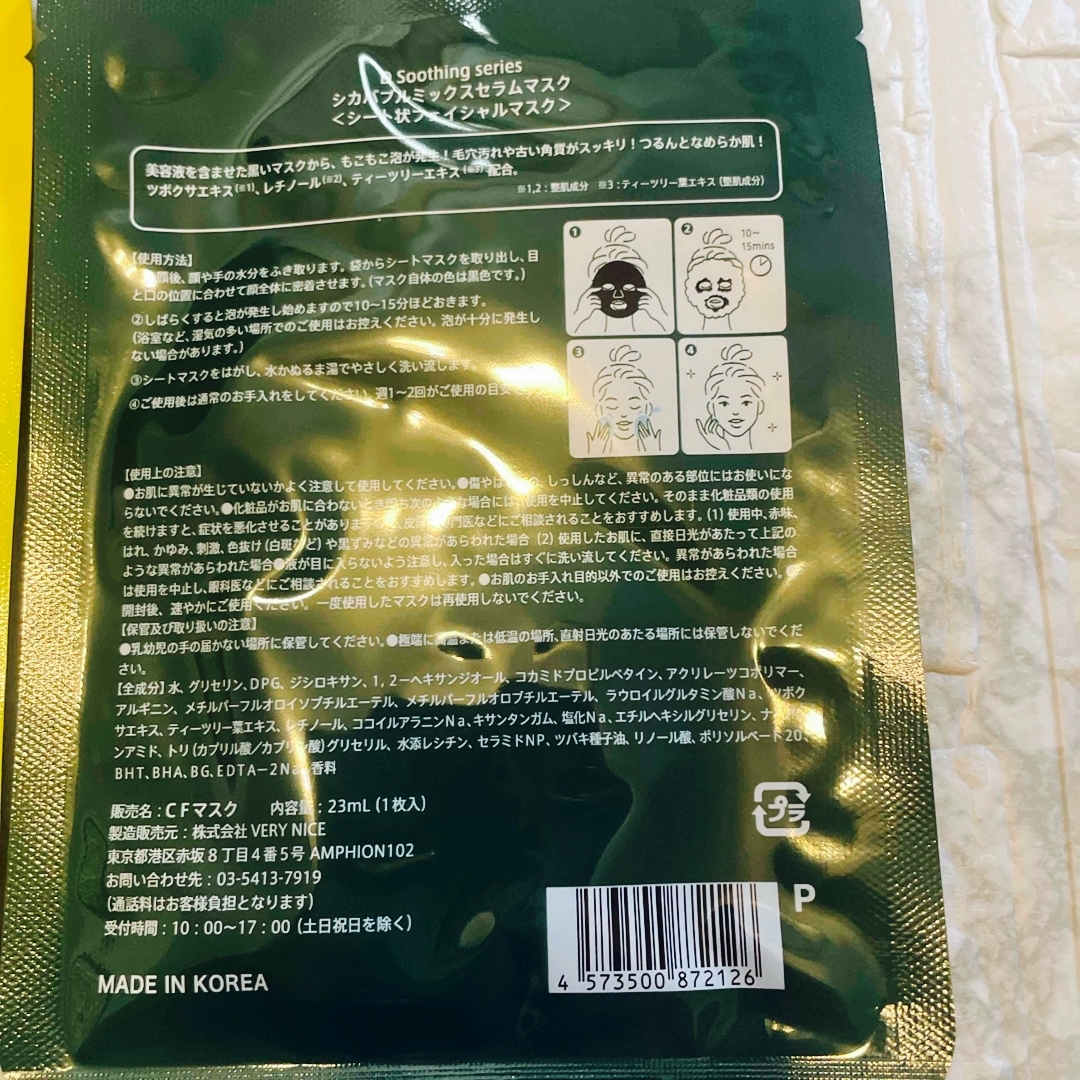 D Soothing series
シカバブルミックスセラムマスク
＜シート状フェイシャルマスク＞
美容液を含ませた黒いマスクから、もこもこ泡が発生！毛穴汚れや古い角質がスッキリ！つるんとなめらか肌！
ツボクサエキス(※1)、レチノール(※2)、ティーツリーエキス(※3)配合。
※1,2：整肌成分 ※3：ティーツリー葉エキス（整肌成分）
【使用方法】
顔後、顔や手の水分をふき取ります。袋からシートマスクを取り出し、目
と口の位置に合わせて顔全体に密着させます。（マスク自体の色は黒色です。）
②しばらくすると泡が発生し始めますので10～15分ほどおきます。
（浴室など、湿気の多い場所でのご使用はお控えください。泡が十分に発生し
ない場合があります。）
③シートマスクをはがし、水かぬるま湯でやさしく洗い流します。
④ご使用後は通常のお手入れをしてください。週1～2回がご使用の目安
1
2
10～
15mins
3
4
【使用上の注意】
●お肌に異常が生じていないかよく注意して使用してください。●傷やは、しっしんなど、異常のある部位にはお使いにな
らないでください。●化粧品がお肌に合わないとき即ち次のような場合には、使用を中止してください。そのまま化粧品類の使用
を続けますと、症状を悪化させることがありますので、皮膚専門医などにご相談されることをおすすめします。（1）使用中、赤味、
はれ、かゆみ、刺激、色抜け（白斑など）や黒ずみなどの異常があらわれた場合（2）使用したお肌に、直接日光があたって上記の
ような異常があらわれた場合●液が目に入らないよう注意し、入った場合はすぐに洗い流してください。異常があらわれた場合
は使用を中止し、眼科医などにご相談されることをおすすめします。●お肌のお手入れ目的以外でのご使用はお控えください。●
開封後、速やかにご使用ください。一度使用したマスクは再使用しないでください。
【保管及び取り扱いの注意】
●乳幼児の手の届かない場所に保管してください。●極端に高温または低温の場所、直射日光のあたる場所には保管しないでくだ
さい。
【全成分】水、グリセリン、DPG、ジシロキサン、1，2－ヘキサンジオール、コカミドプロピルベタイン、アクリレーツコポリマー、
アルギニン、メチルパーフルオロイソブチルエーテル、メチルパーフルオロブチルエーテル、ラウロイルグルタミン酸Na、ツボク
サエキス、ティーツリー葉エキス、レチノール、ココイルアラニンNa、キサンタンガム、塩化Na、エチルヘキシルグリセリン、ナ
ンアミド、トリ（カプリル酸／カプリン酸）グリセリル、水添レシチン、セラミドNP、ツバキ種子油、リノール酸、ポリソルベート20、
BHT、BHA、BG、EDTA－2Na、香料
販売名：CFマスク 内容量：23mL（1枚入）
製造販売元：株式会社 VERY NICE
東京都港区赤坂8丁目4番5号 AMPHION102
お問い合わせ先：03-5413-7919
（通話料はお客様負担となります）
受付時間：10：00～17：00（土日祝日を除く）
プラ
P
4 573500 872126
MADE IN KOREA